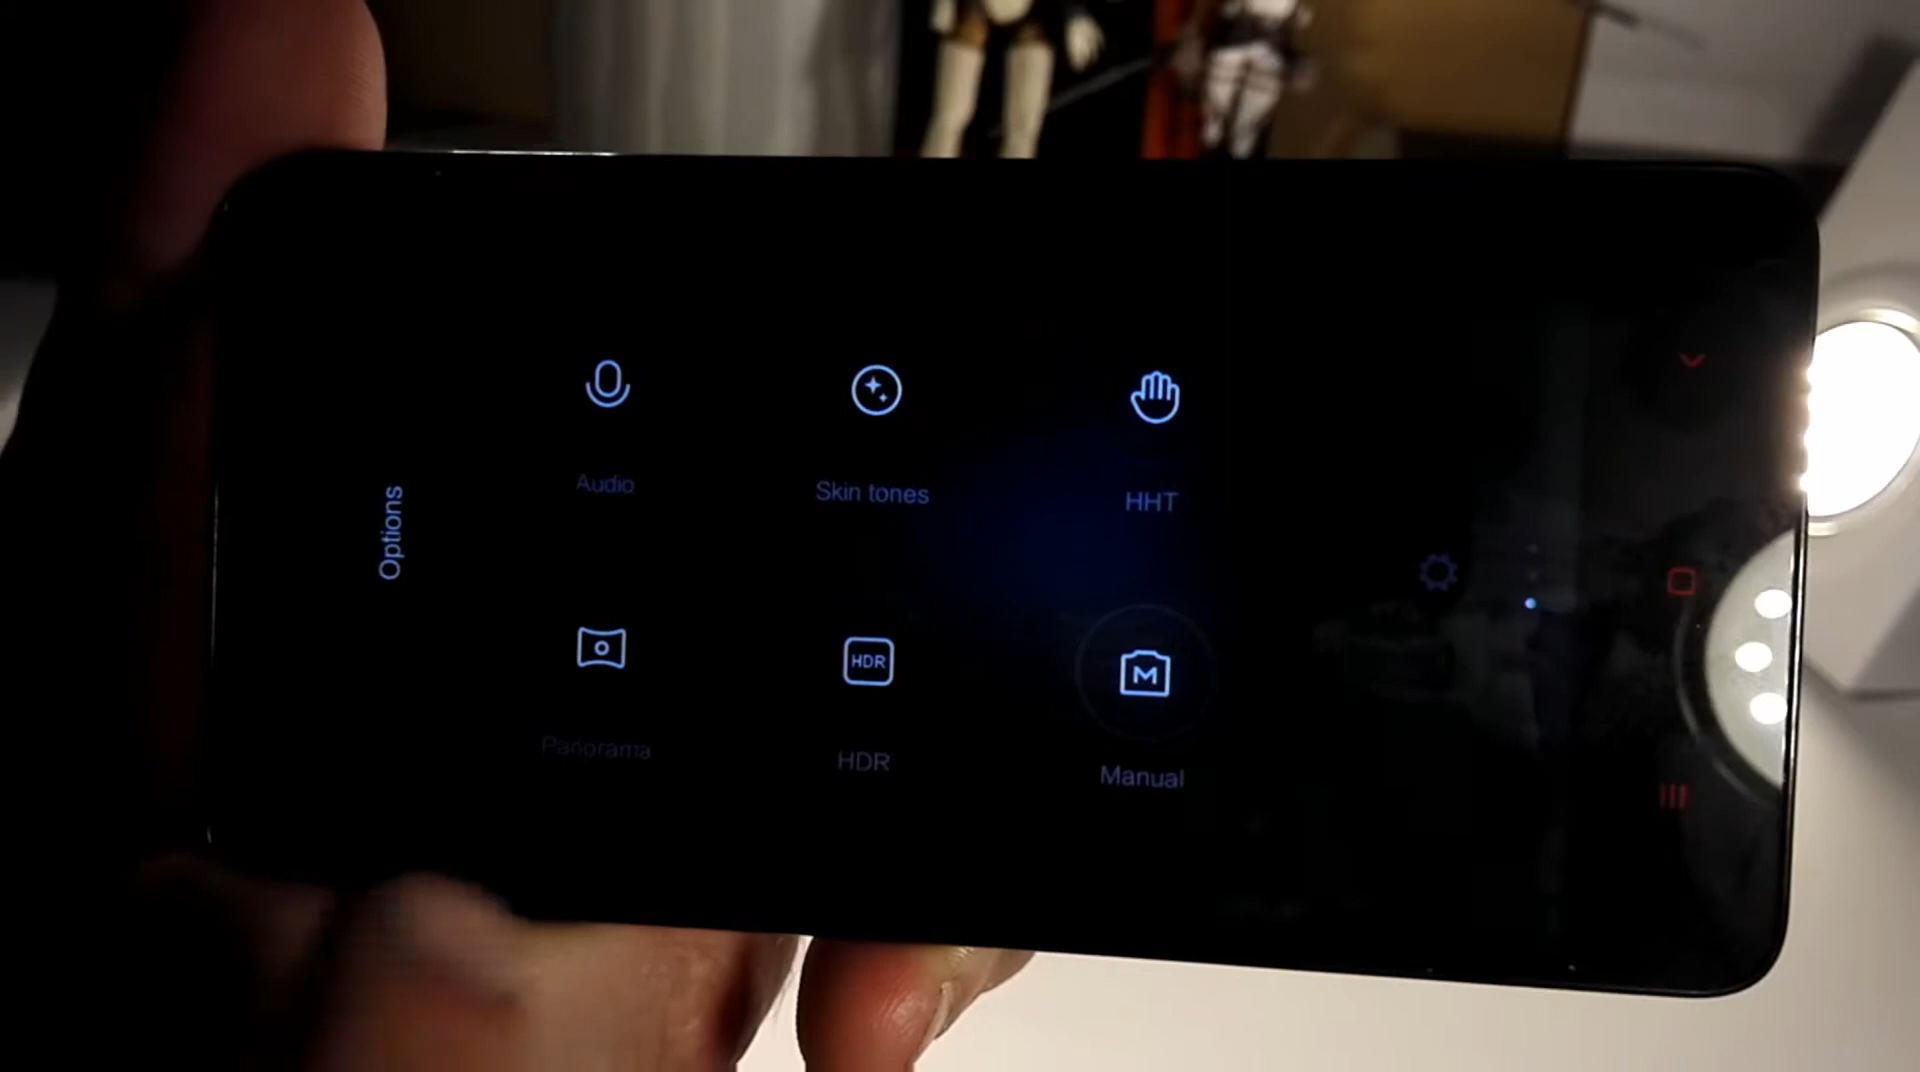 Options
Audio
Skin tones
HHT
HDR
M
Panorama
HDR
Manual